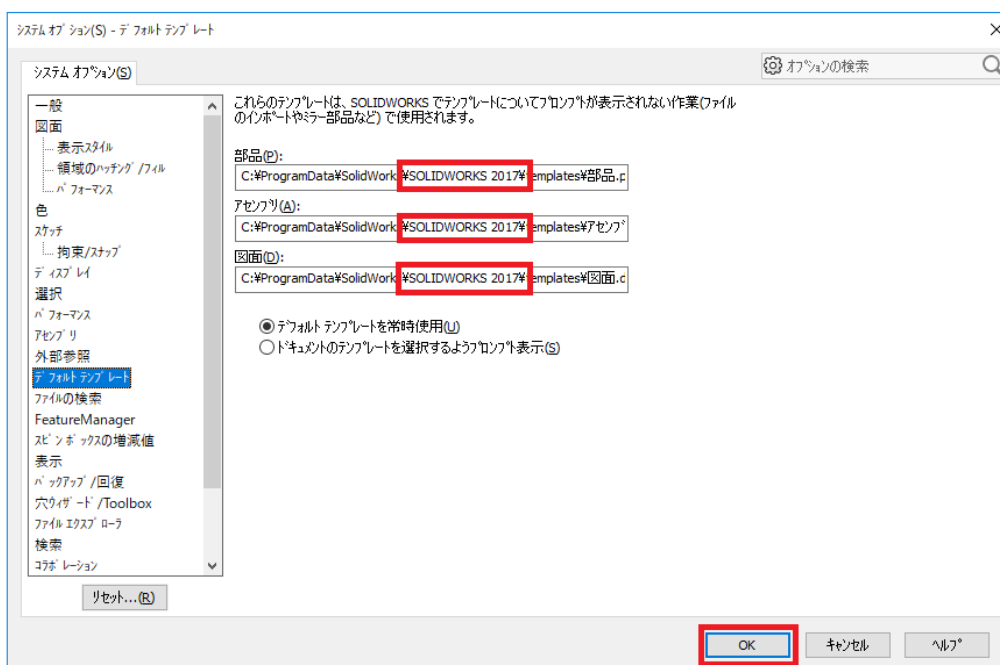 システム オプション(S) - デフォルト テンプレート
システム オプション(S)
オプションの検索
一般
図面
表示スタイル
領域のハッチング/フィル
パフォーマンス
色
スケッチ
拘束/スナップ
ディスプレイ
選択
パフォーマンス
アセンブリ
外部参照
デフォルト テンプレート
ファイルの検索
FeatureManager
スピン ボックスの増減値
表示
バックアップ/回復
穴ウィザード/Toolbox
ファイル エクスプローラ
検索
コラボレーション
リセット...(R)
これらのテンプレートは、SOLIDWORKS でテンプレートについてプロンプトが表示されない作業(ファイル
のインポートやミラー部品など) で使用されます。
部品(P):
C:¥ProgramData¥SolidWork ¥SOLIDWORKS 2017¥ emplates¥部品.p
アセンブリ(A):
C:¥ProgramData¥SolidWork ¥SOLIDWORKS 2017¥ emplates¥アセンブ
図面(D):
C:¥ProgramData¥SolidWork ¥SOLIDWORKS 2017¥ emplates¥図面.d
デフォルト テンプレートを常時使用(U)
ドキュメントのテンプレートを選択するようプロンプト表示(S)
OK
キャンセル
ヘルプ